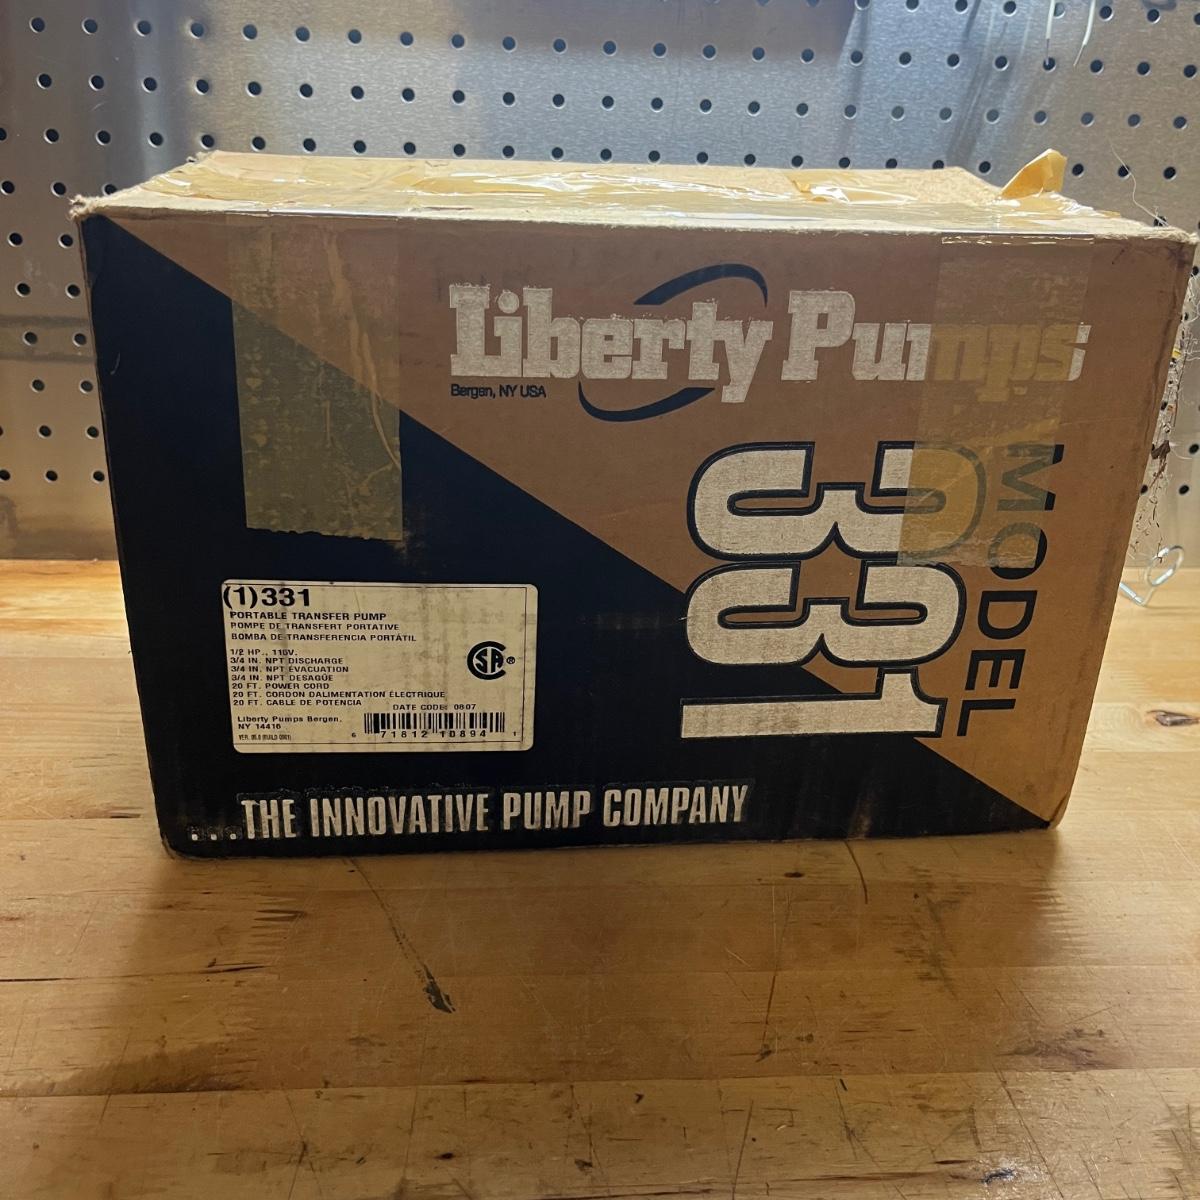 Liberty Pumps
Bergen, NY USA
MODEL
331
(1)331
PORTABLE TRANSFER PUMP
POMPE DE TRANSFERT PORTATIVE
BOMBA DE TRANSFERENCIA PORTÁTIL
1/2 HP., 115V.
3/4 IN. NPT DISCHARGE
3/4 IN. NPT ÉVACUATION
3/4 IN. NPT DESAGÜE
20 FT. POWER CORD
20 FT. CORDON DALIMENTATION ÉLECTRIQUE
20 FT. CABLE DE POTENCIA
DATE CODE: 0807
Liberty Pumps Bergen,
NY 14416
6 71812 10894 1
CSA ®
...THE INNOVATIVE PUMP COMPANY